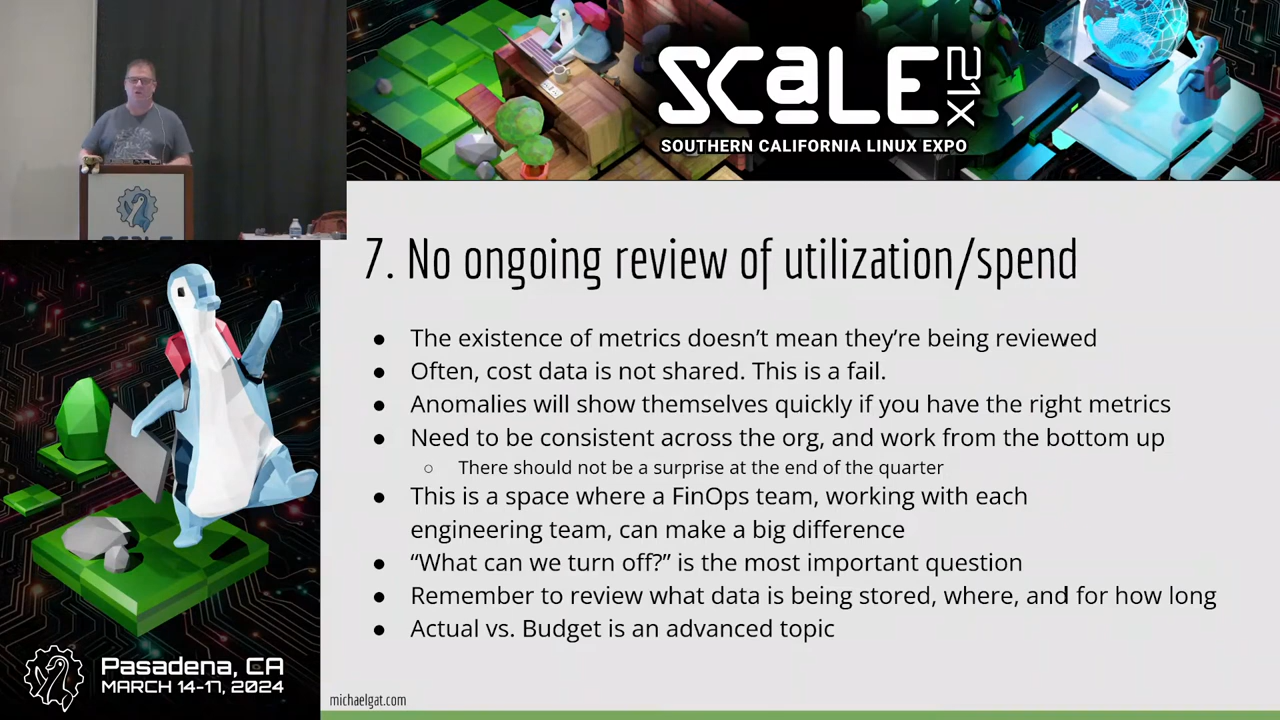 SCALE 21X
SOUTHERN CALIFORNIA LINUX EXPO
SCALE
7. No ongoing review of utilization/spend
● The existence of metrics doesn’t mean they’re being reviewed
● Often, cost data is not shared. This is a fail.
● Anomalies will show themselves quickly if you have the right metrics
● Need to be consistent across the org, and work from the bottom up
○ There should not be a surprise at the end of the quarter
● This is a space where a FinOps team, working with each
engineering team, can make a big difference
● “What can we turn off?” is the most important question
● Remember to review what data is being stored, where, and for how long
● Actual vs. Budget is an advanced topic
Pasadena, CA
MARCH 14-17, 2024
michaelgat.com